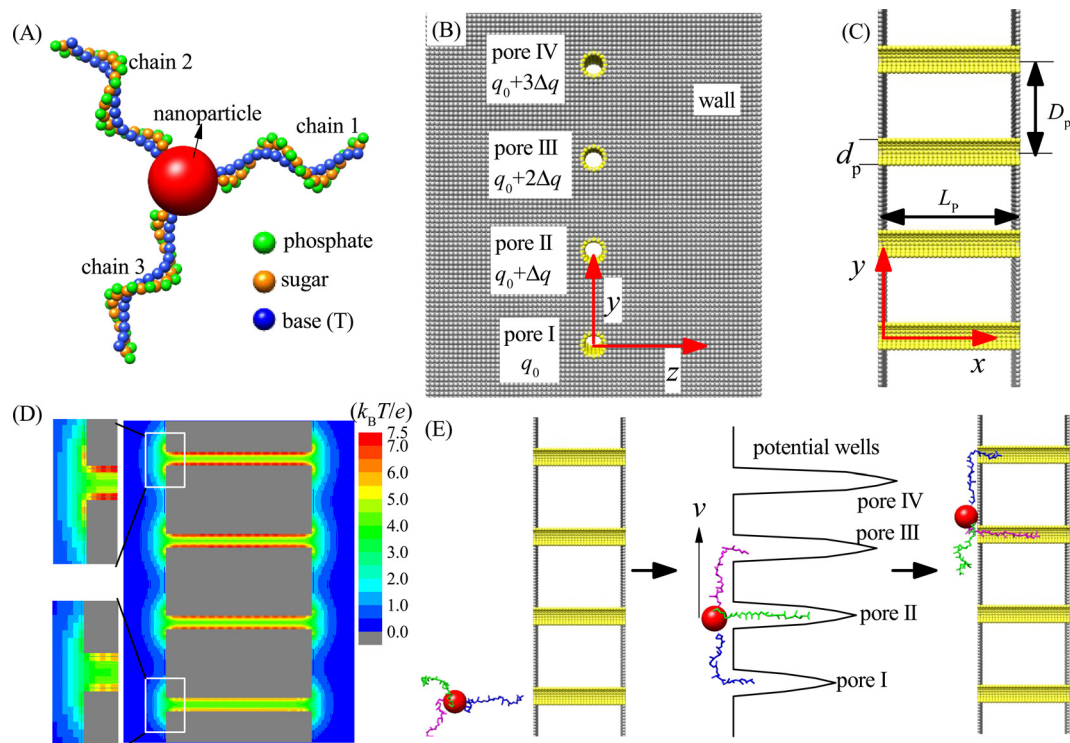 (A)
chain 2
nanoparticle
chain 1
chain 3
phosphate
sugar
base (T)
(B)
pore IV
q₀+3Δq
wall
pore III
q₀+2Δq
pore II
q₀+Δq
y
pore I
q₀
z
(C)
Dₚ
dₚ
L_P
y
x
(D)
(k_BT/e)
7.5
7.0
6.0
5.0
4.0
3.0
2.0
1.0
0.0
(E)
potential wells
pore IV
v
pore III
pore II
pore I